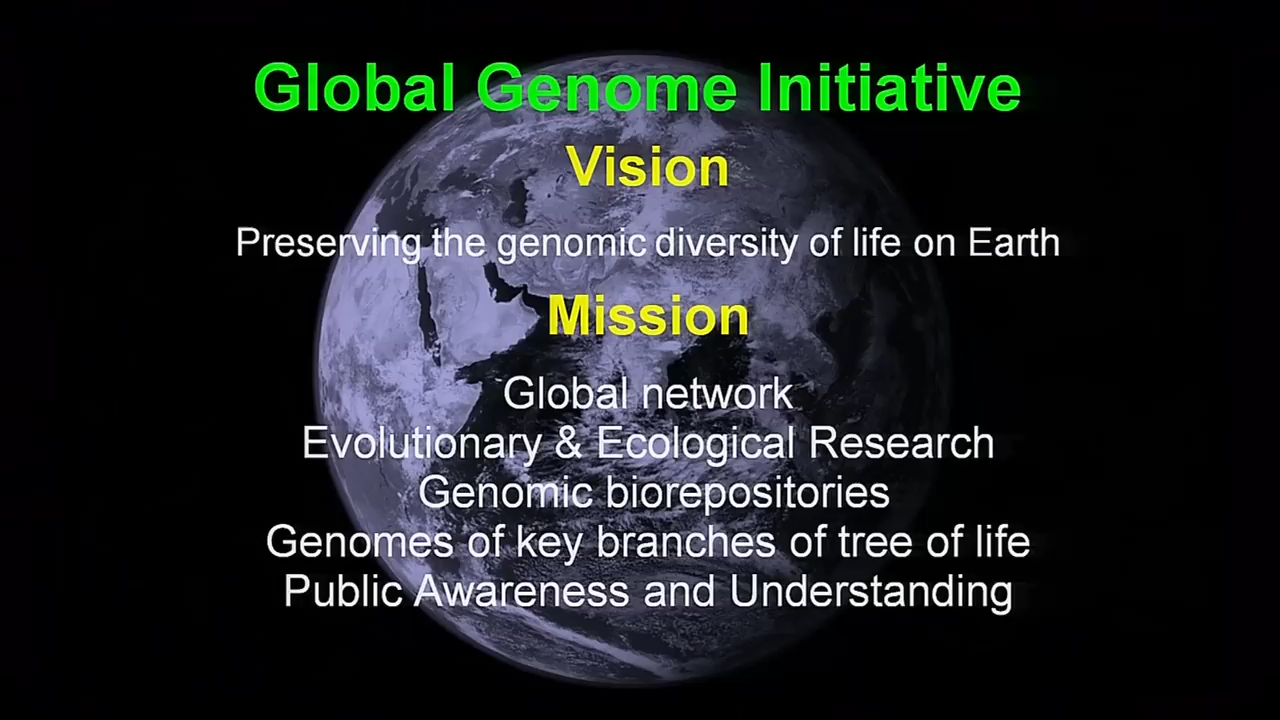 Global Genome Initiative
Vision
Preserving the genomic diversity of life on Earth
Mission
Global network
Evolutionary & Ecological Research
Genomic biorepositories
Genomes of key branches of tree of life
Public Awareness and Understanding